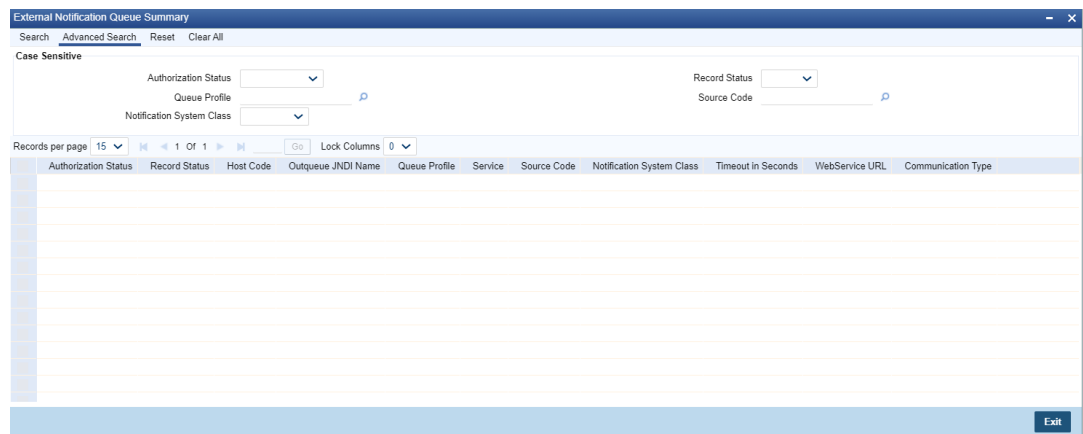 External Notification Queue Summary
Search Advanced Search Reset Clear All
Case Sensitive
Authorization Status Record Status
Queue Profile Source Code
Notification System Class
Records per page 15 1 Of 1 Go Lock Columns 0
Authorization Status Record Status Host Code Outqueue JNDI Name Queue Profile Service Source Code Notification System Class Timeout in Seconds WebService URL Communication Type
Exit